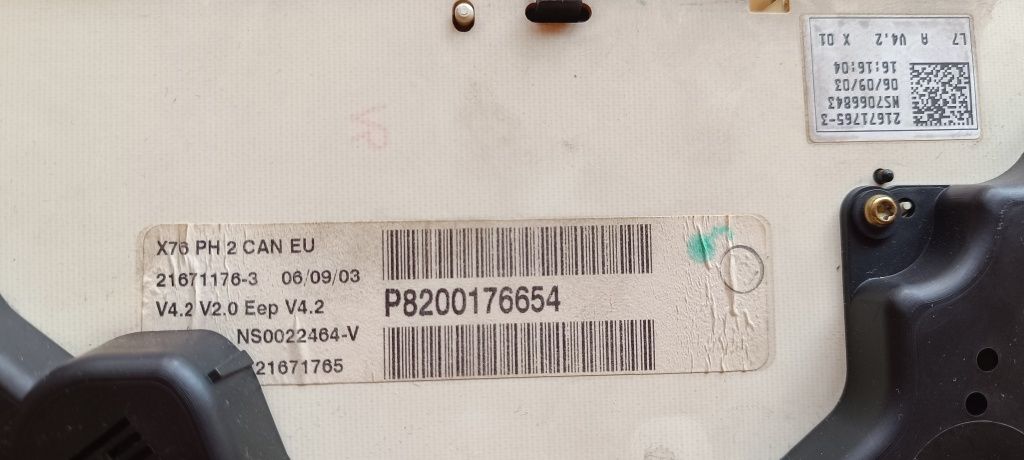 X76 PH 2 CAN EU
21671176-3 06/09/03
V4.2 V2.0 Eep V4.2
NS0022464-V
21671765
P8200176654
21671765-3
NS7066843
06/09/03
16:16:04
L7 A V4.2 X 01